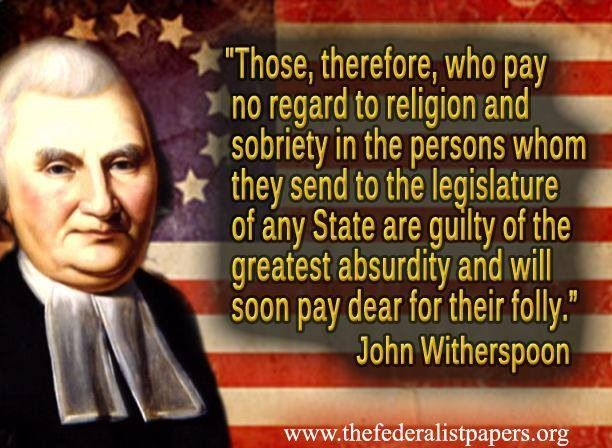 "Those, therefore, who pay
no regard to religion and
sobriety in the persons whom
they send to the legislature
of any State are guilty of the
greatest absurdity and will
soon pay dear for their folly.”
John Witherspoon
www.thefederalistpapers.org